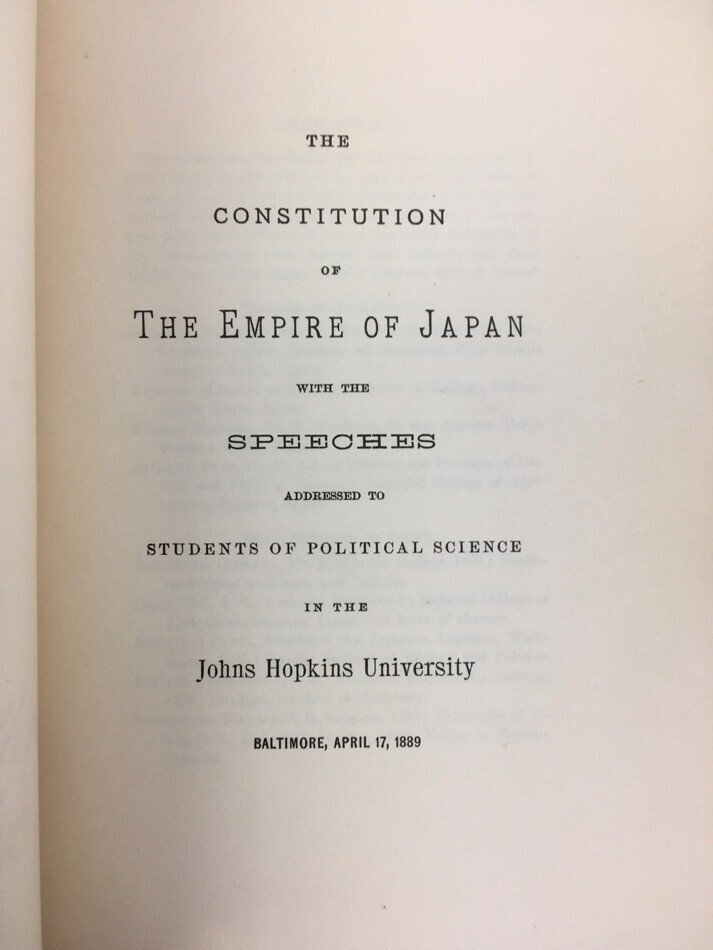 THE
CONSTITUTION
OF
THE EMPIRE OF JAPAN
WITH THE
SPEECHES
ADDRESSED TO
STUDENTS OF POLITICAL SCIENCE
IN THE
Johns Hopkins University
BALTIMORE, APRIL 17, 1889